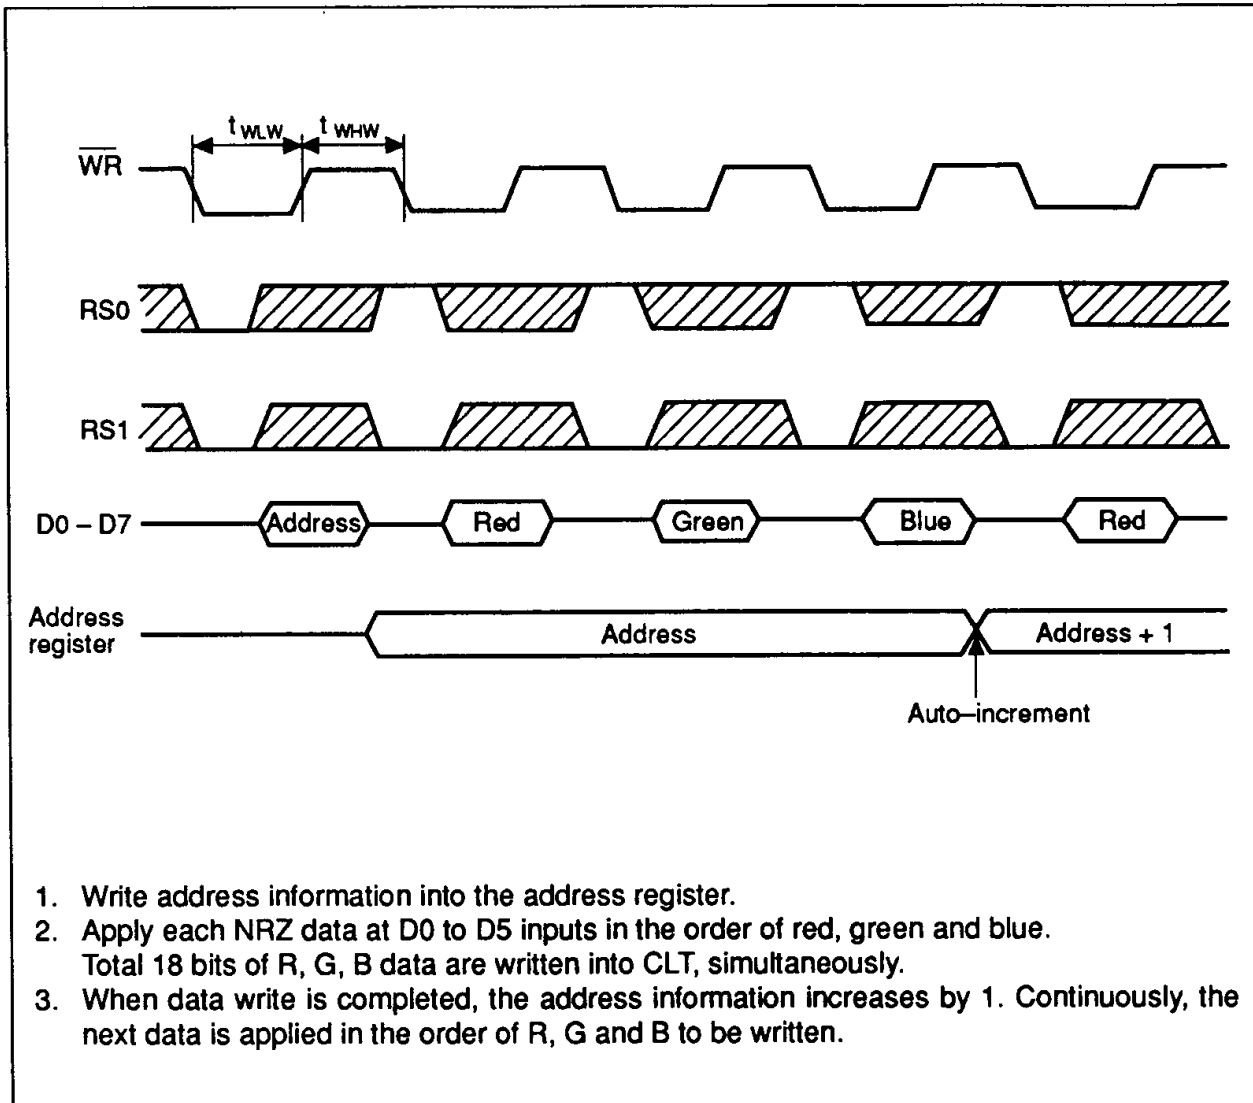 t WLW t WHW
WR
RS0
RS1
D0 – D7 Address Red Green Blue Red
Address
register
Address Address + 1
Auto–increment
1. Write address information into the address register.
2. Apply each NRZ data at D0 to D5 inputs in the order of red, green and blue.
Total 18 bits of R, G, B data are written into CLT, simultaneously.
3. When data write is completed, the address information increases by 1. Continuously, the
next data is applied in the order of R, G and B to be written.